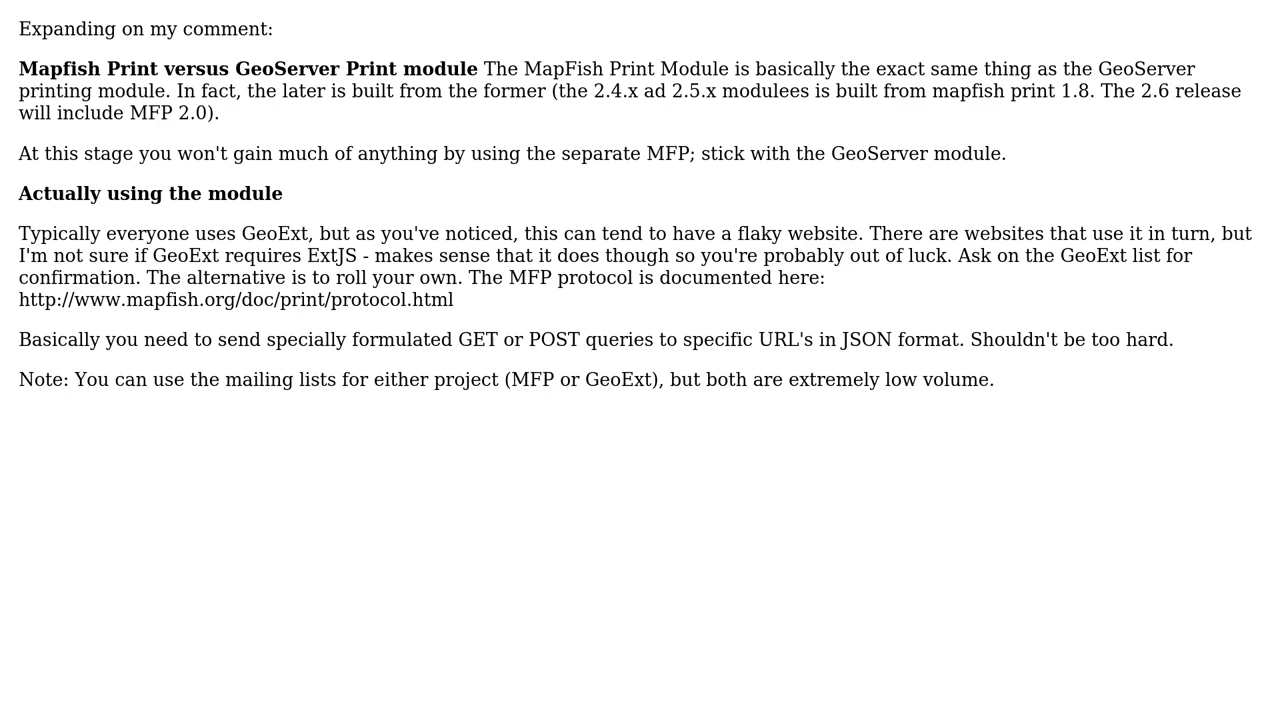 Expanding on my comment:
Mapfish Print versus GeoServer Print module The MapFish Print Module is basically the exact same thing as the GeoServer
printing module. In fact, the later is built from the former (the 2.4.x ad 2.5.x modulees is built from mapfish print 1.8. The 2.6 release
will include MFP 2.0).
At this stage you won't gain much of anything by using the separate MFP; stick with the GeoServer module.
Actually using the module
Typically everyone uses GeoExt, but as you've noticed, this can tend to have a flaky website. There are websites that use it in turn, but
I'm not sure if GeoExt requires ExtJS - makes sense that it does though so you're probably out of luck. Ask on the GeoExt list for
confirmation. The alternative is to roll your own. The MFP protocol is documented here:
http://www.mapfish.org/doc/print/protocol.html
Basically you need to send specially formulated GET or POST queries to specific URL's in JSON format. Shouldn't be too hard.
Note: You can use the mailing lists for either project (MFP or GeoExt), but both are extremely low volume.